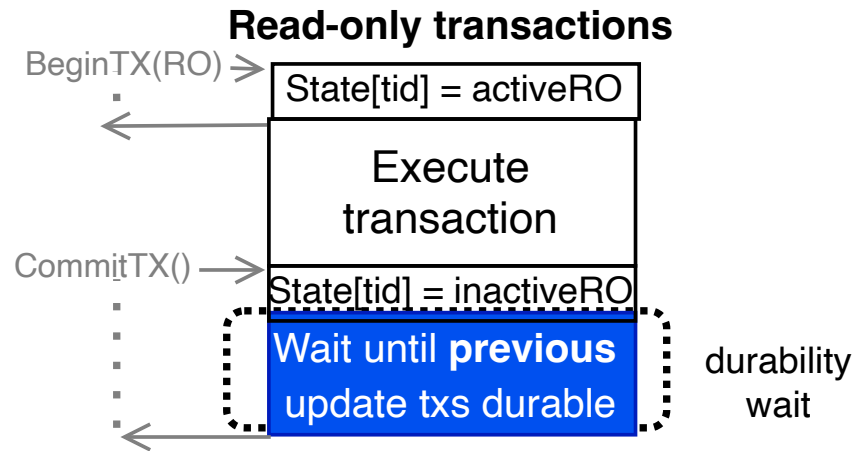 Read-only transactions
BeginTX(RO)
State[tid] = activeRO
Execute
transaction
CommitTX()
State[tid] = inactiveRO
Wait until previous
update txs durable
durability
wait